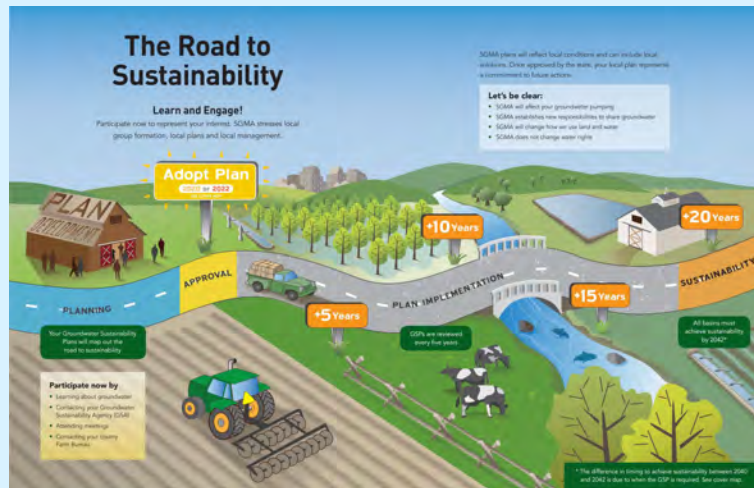 The Road to
Sustainability
Learn and Engage!
Participate now to represent your interest. SGMA stresses local
group formation, local plans and local management.
SGMA plans will reflect local conditions and can include local
solutions. Once approved by the state, your local plan represents
a commitment to future actions.
Let's be clear:
• SGMA will affect your groundwater pumping
• SGMA establishes new responsibilities to share groundwater
• SGMA will change how we use land and water
• SGMA does not change water rights
Adopt Plan
2020 or 2022
PLAN
+10 Years
+20 Years
PLANNING
APPROVAL
PLAN IMPLEMENTATION
SUSTAINABILITY
+5 Years
+15 Years
Your Groundwater Sustainability
Plans will map out the
road to sustainability
GSPs are reviewed
every five years
All basins must
achieve sustainability
by 2042*
Participate now by
• Learning about groundwater
• Contacting your Groundwater
Sustainability Agency (GSA)
• Attending meetings
• Contacting your county
Farm Bureau
* The difference in timing to achieve sustainability between 2040
and 2042 is due to when the GSP is required. See cover map.